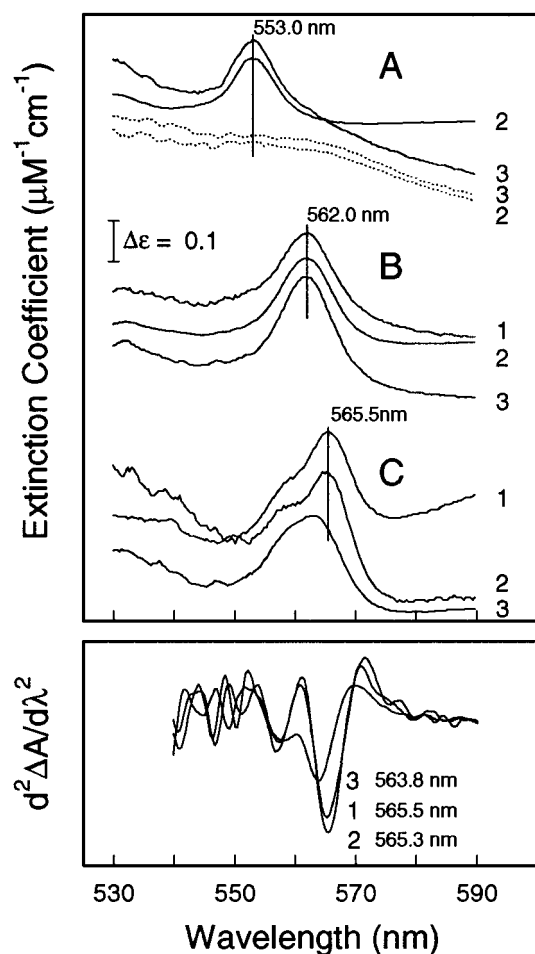 553.0 nm
A
2
3
3
2
Δε = 0.1
562.0 nm
B
1
2
3
565.5nm
C
1
2
3
Extinction Coefficient (μM⁻¹cm⁻¹)
d²ΔA/dλ²
3 563.8 nm
1 565.5 nm
2 565.3 nm
530 550 570 590
Wavelength (nm)